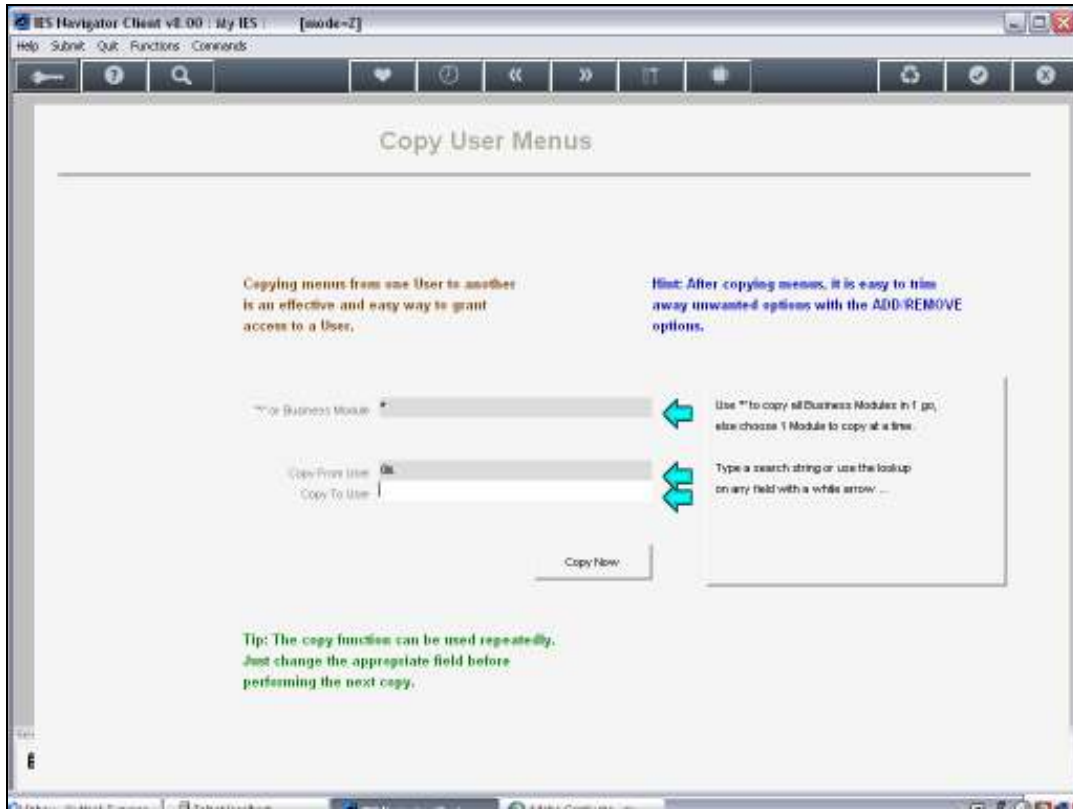 IES Navigator Client v8.00 : My IES : [mode=Z]
Help Submit Quit Functions Commands
Copy User Menus
Copying menus from one User to another
is an effective and easy way to grant
access to a User.
Hint: After copying menus, it is easy to trim
away unwanted options with the ADD/REMOVE
options.
'*' or Business Module *
Use '*' to copy all Business Modules in 1 go,
else choose 1 Module to copy at a time.
Copy From User
Copy To User
Type a search string or use the lookup
on any field with a while arrow ...
Copy Now
Tip: The copy function can be used repeatedly.
Just change the appropriate field before
performing the next copy.